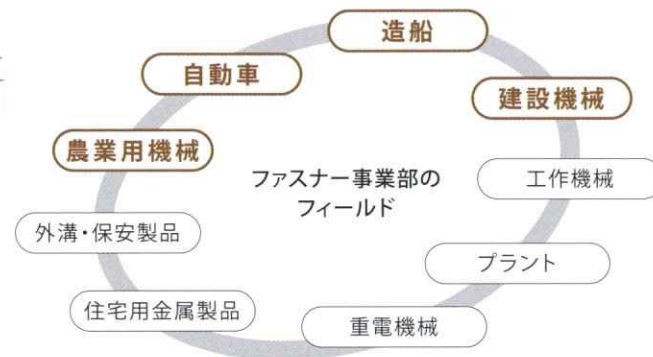 造船
自動車
建設機械
農業用機械
ファスナー事業部の
フィールド
工作機械
外溝・保安製品
プラント
住宅用金属製品
重電機械